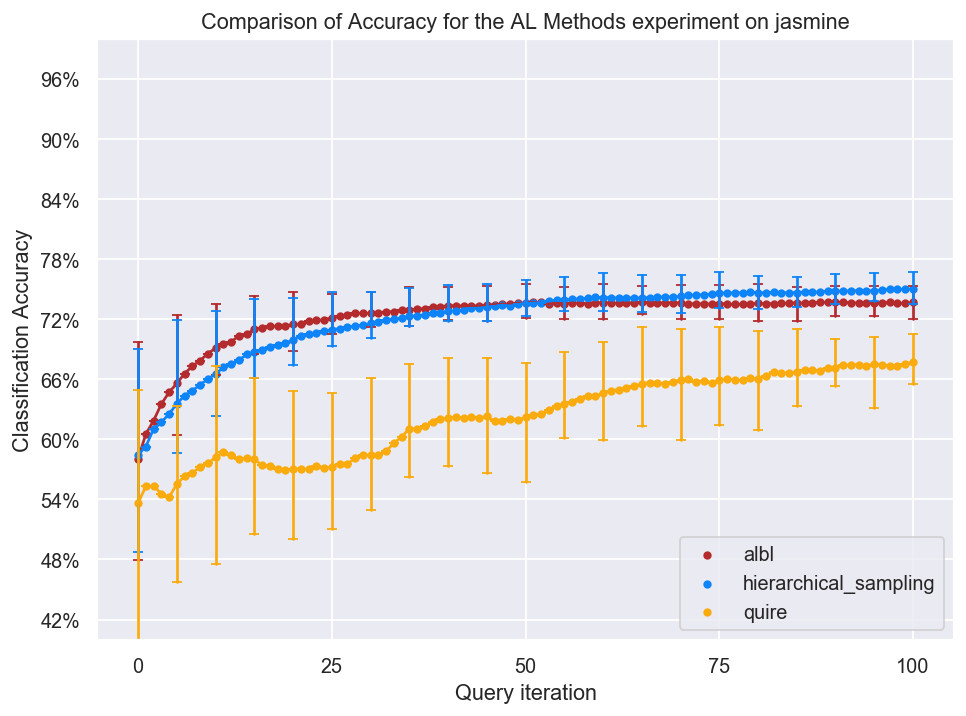 Comparison of Accuracy for the AL Methods experiment on jasmine
Classification Accuracy
96%
90%
84%
78%
72%
66%
60%
54%
48%
42%
albl
hierarchical_sampling
quire
0 25 50 75 100
Query iteration